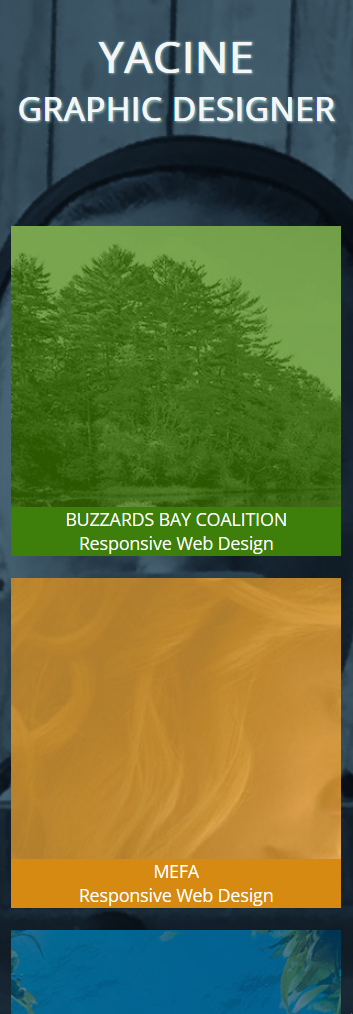 YACINE
GRAPHIC DESIGNER
BUZZARDS BAY COALITION
Responsive Web Design
MEFA
Responsive Web Design